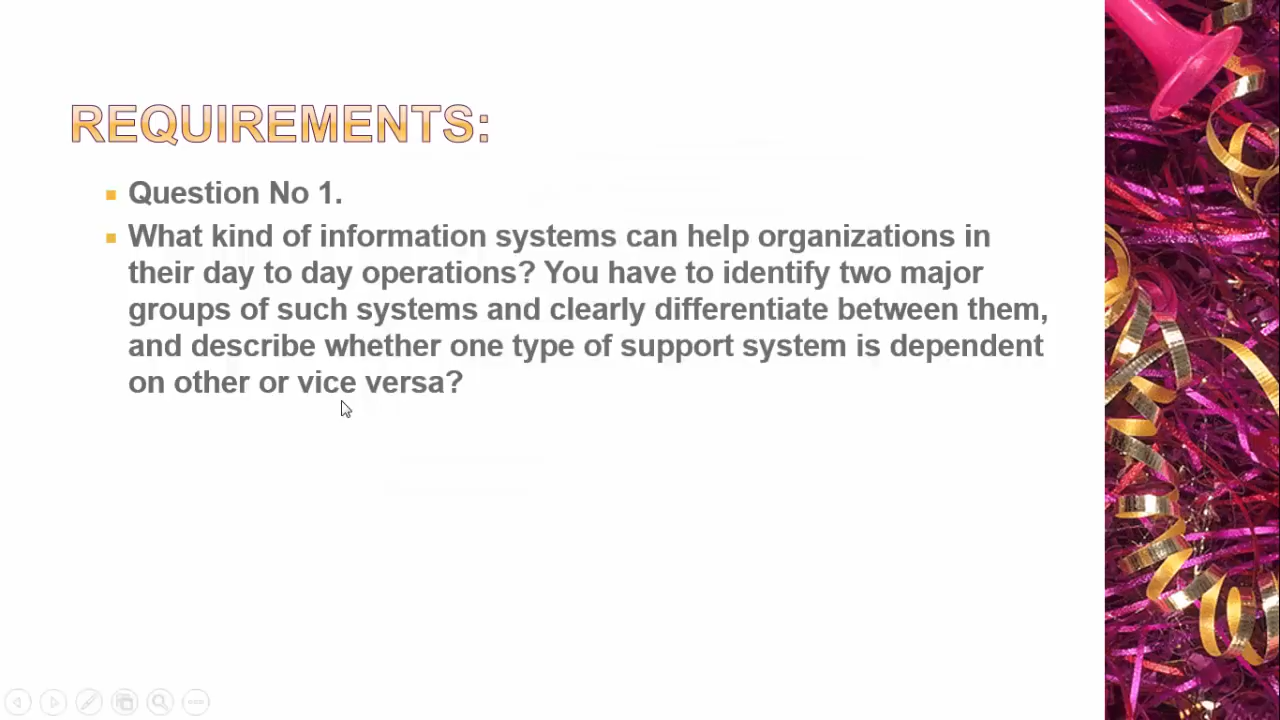 REQUIREMENTS:
Question No 1.
What kind of information systems can help organizations in
their day to day operations? You have to identify two major
groups of such systems and clearly differentiate between them,
and describe whether one type of support system is dependent
on other or vice versa?